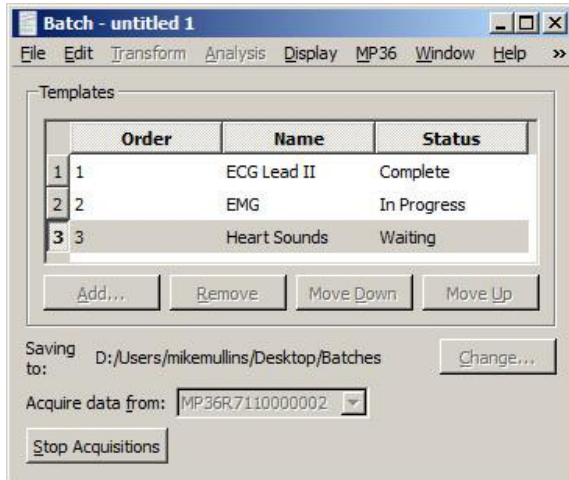 Batch - untitled 1
File Edit Transform Analysis Display MP36 Window Help »
Templates
Order Name Status
1 1 ECG Lead II Complete
2 2 EMG In Progress
3 3 Heart Sounds Waiting
Add... Remove Move Down Move Up
Saving to: D:/Users/mikemullins/Desktop/Batches Change...
Acquire data from: MP36R7110000002
Stop Acquisitions